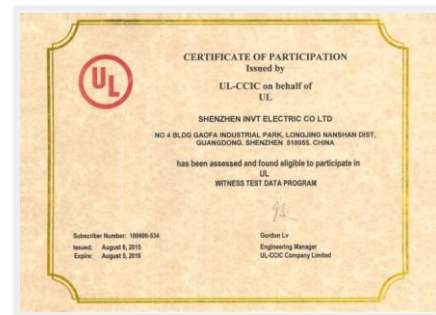 UL
CERTIFICATE OF PARTICIPATION
Issued by
UL-CCIC on behalf of
UL
SHENZHEN INVT ELECTRIC CO LTD
NO 4 BLDG GAOFA INDUSTRIAL PARK, LONGJING NANSHAN DIST,
GUANGDONG. SHENZHEN 518055. CHINA
has been assessed and found eligible to participate in
UL
WITNESS TEST DATA PROGRAM
Subscriber Number: 100606-534
Issued: August 6, 2015
Expire: August 5, 2016
Gordon Lv
Engineering Manager
UL-CCIC Company Limited